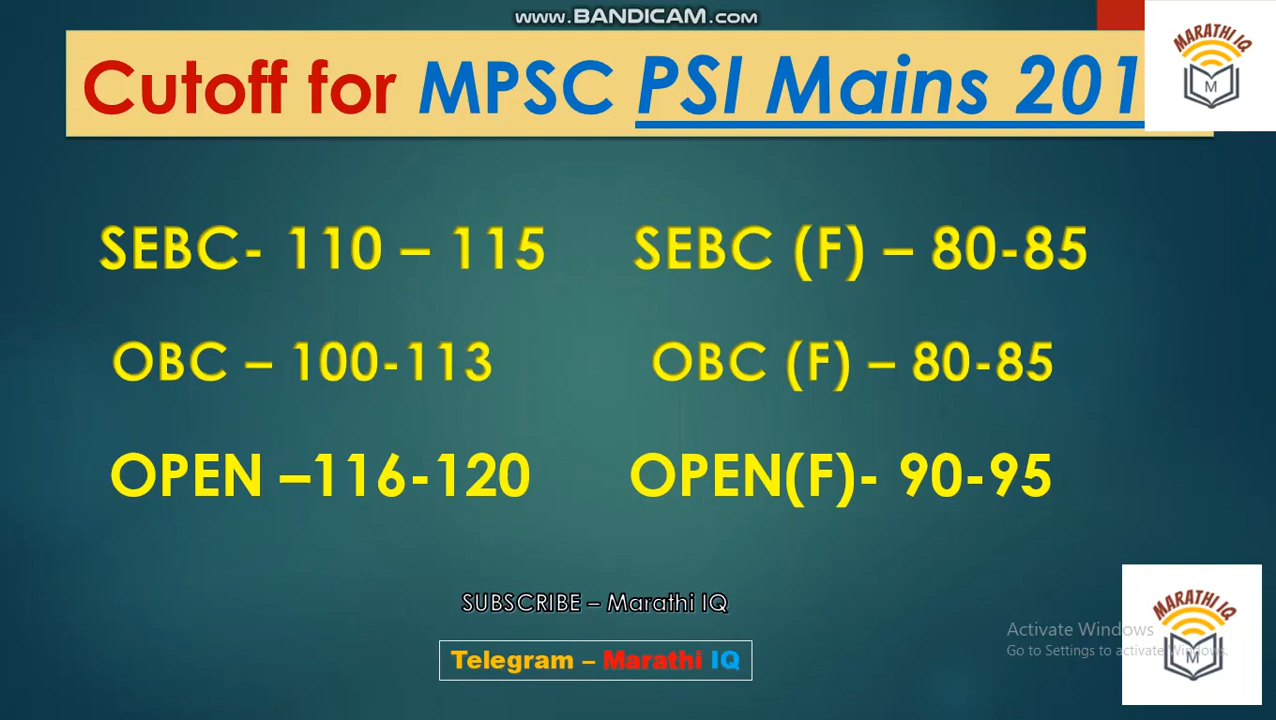 www.BANDICAM.com
Cutoff for MPSC PSI Mains 201
MARATHI IQ
M
SEBC- 110 – 115 SEBC (F) – 80-85
OBC – 100-113 OBC (F) – 80-85
OPEN –116-120 OPEN(F)- 90-95
SUBSCRIBE – Marathi IQ
Telegram – Marathi IQ
Activate Windows
Go to Settings to activate Windows.
MARATHI IQ
M